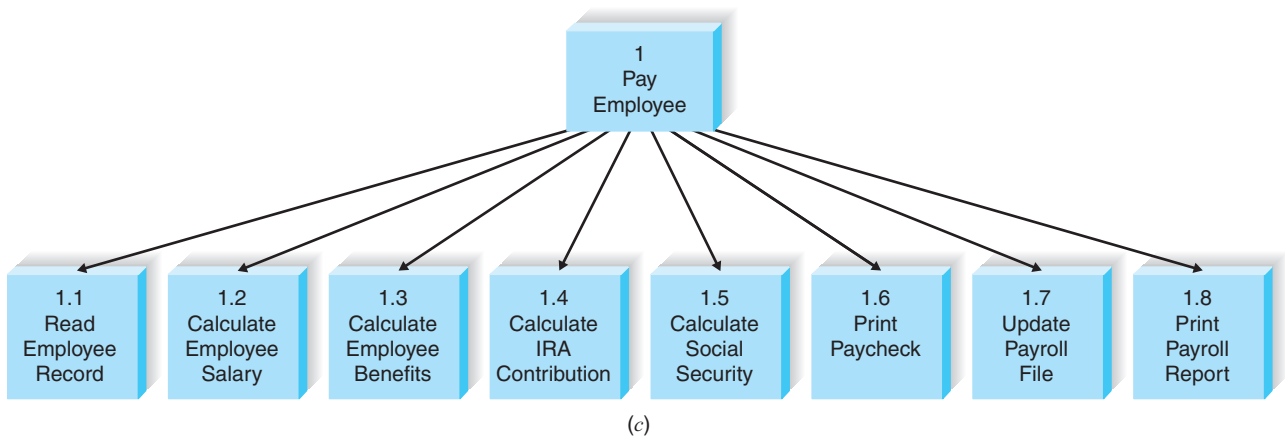 1
Pay
Employee
1.1
Read
Employee
Record
1.2
Calculate
Employee
Salary
1.3
Calculate
Employee
Benefits
1.4
Calculate
IRA
Contribution
1.5
Calculate
Social
Security
1.6
Print
Paycheck
1.7
Update
Payroll
File
1.8
Print
Payroll
Report
(c)